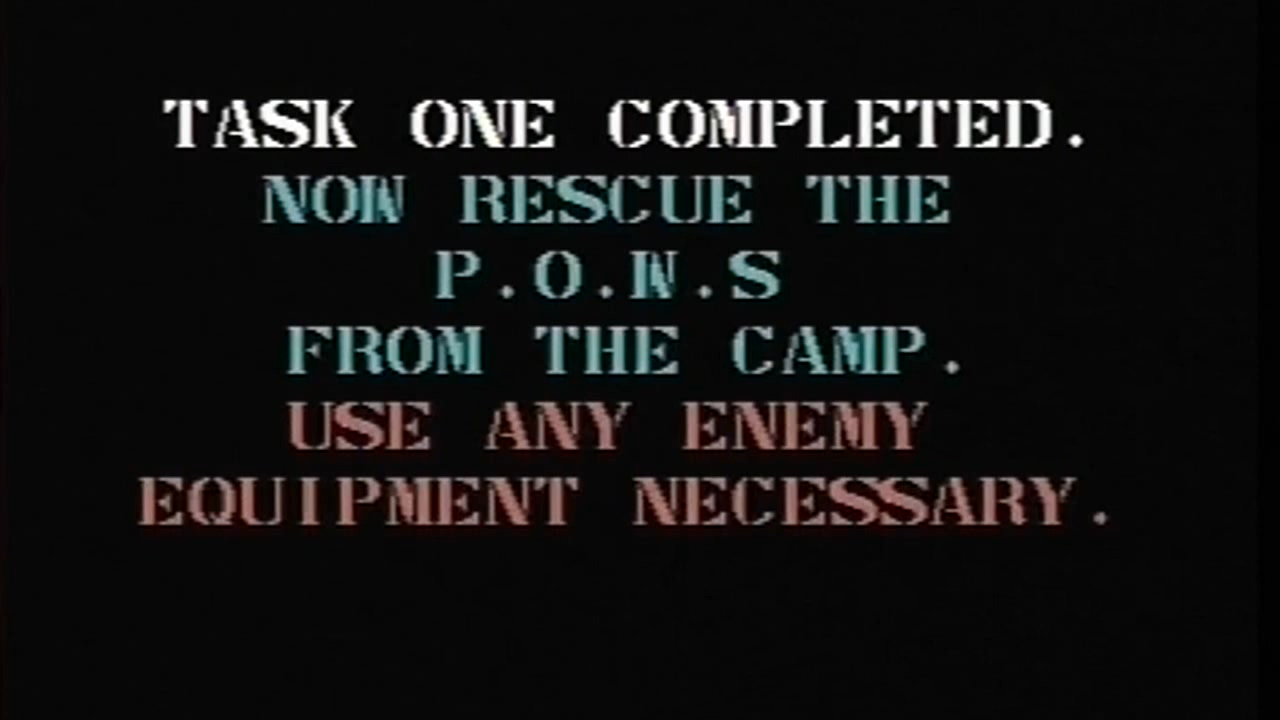 TASK ONE COMPLETED.
NOW RESCUE THE
P.O.W.S
FROM THE CAMP.
USE ANY ENEMY
EQUIPMENT NECESSARY.